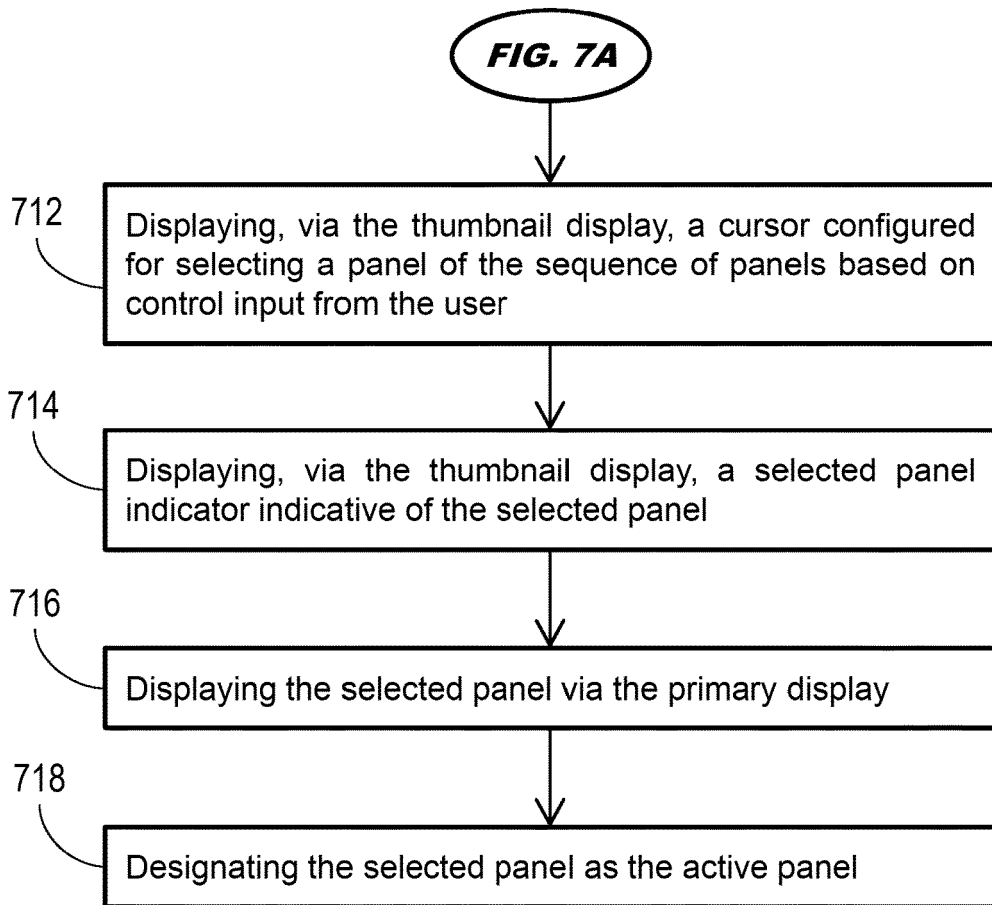 FIG. 7A
712
Displaying, via the thumbnail display, a cursor configured
for selecting a panel of the sequence of panels based on
control input from the user
714
Displaying, via the thumbnail display, a selected panel
indicator indicative of the selected panel
716
Displaying the selected panel via the primary display
718
Designating the selected panel as the active panel